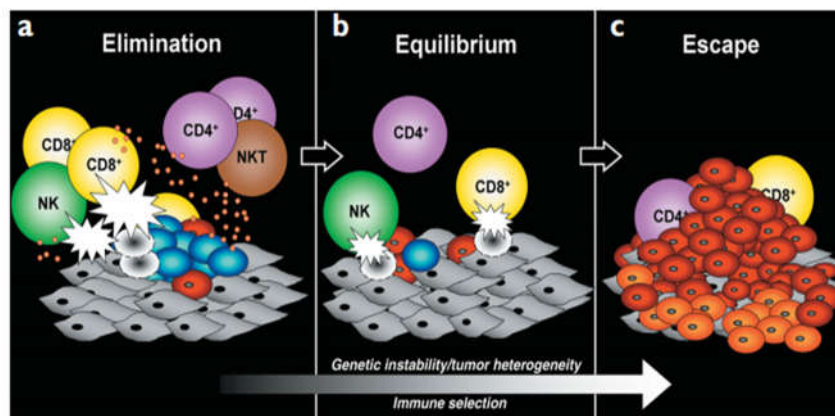 a
Elimination
b
Equilibrium
c
Escape
CD8⁺
CD8⁺
NK
CD4⁺
D4⁺
NKT
CD4⁺
NK
CD8⁺
CD4⁺
CD8⁺
Genetic instability/tumor heterogeneity
Immune selection